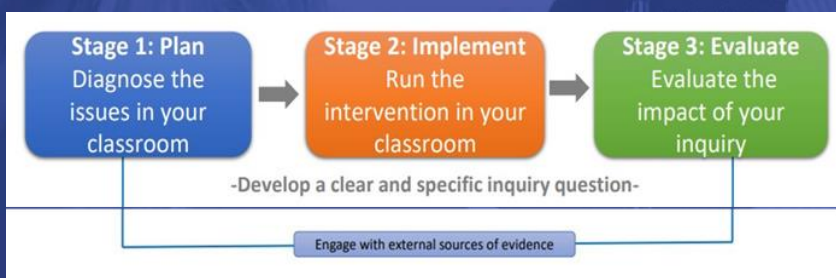 Stage 1: Plan
Diagnose the
issues in your
classroom
Stage 2: Implement
Run the
intervention in your
classroom
Stage 3: Evaluate
Evaluate the
impact of your
inquiry
-Develop a clear and specific inquiry question-
Engage with external sources of evidence